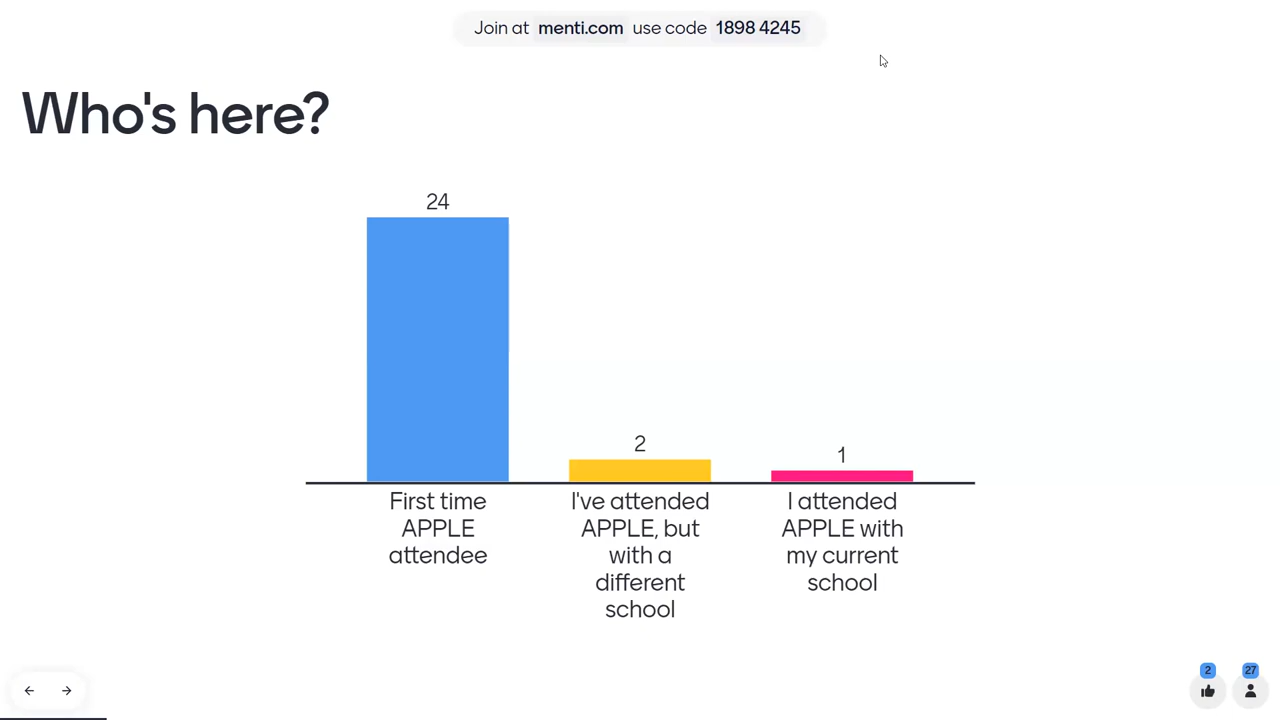 Join at menti.com use code 1898 4245
Who's here?
24
2
1
First time
APPLE
attendee
I've attended
APPLE, but
with a
different
school
I attended
APPLE with
my current
school
2
27